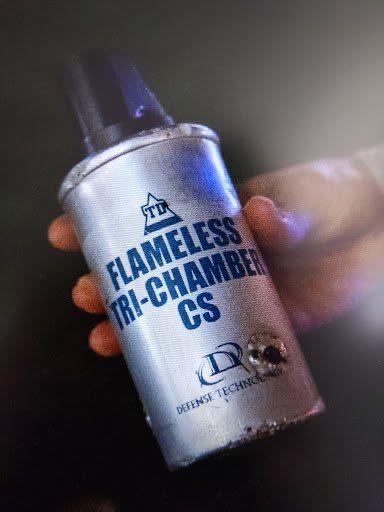 FLAMELESS
TRI-CHAMBER
CS
DEFENSE TECHNOLOGY